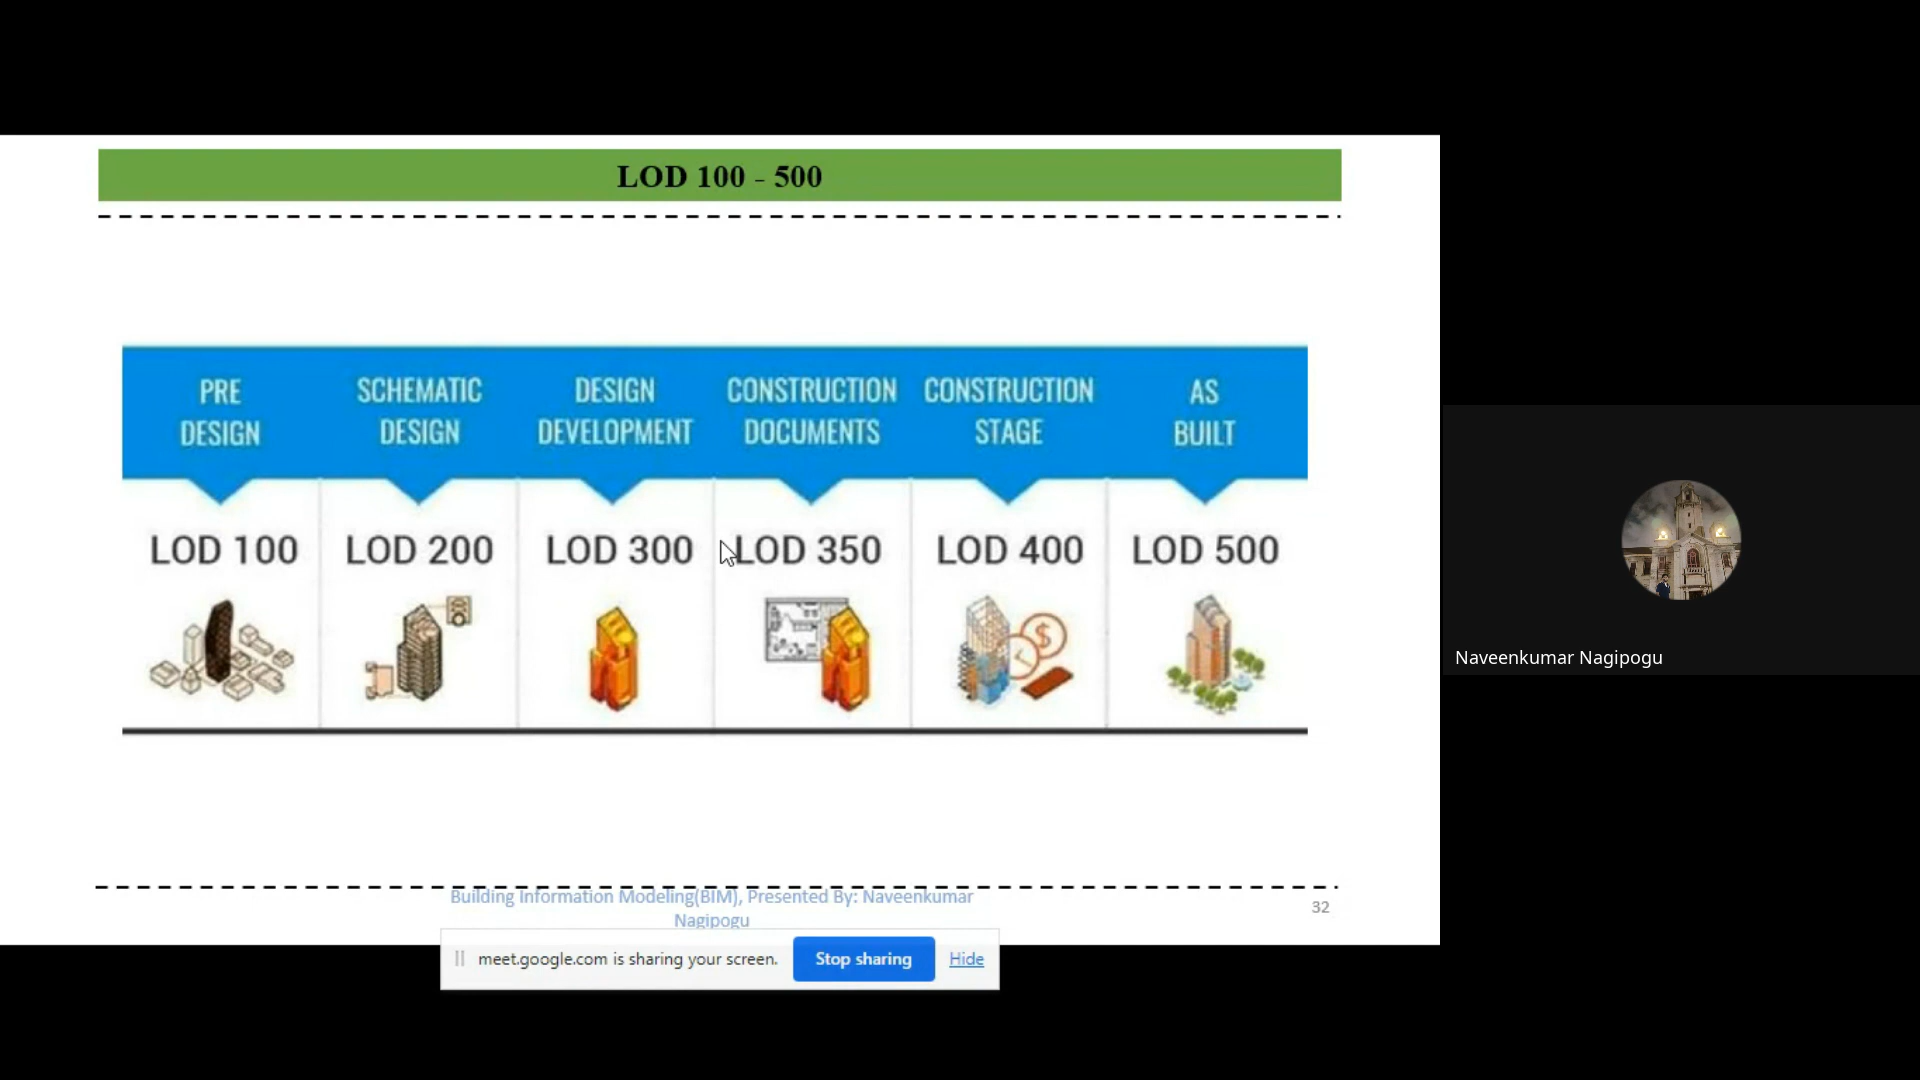 LOD 100 - 500
PRE
DESIGN
SCHEMATIC
DESIGN
DESIGN
DEVELOPMENT
CONSTRUCTION
DOCUMENTS
CONSTRUCTION
STAGE
AS
BUILT
LOD 100
LOD 200
LOD 300
LOD 350
LOD 400
LOD 500
$
Naveenkumar Nagipogu
Building Information Modeling(BIM), Presented By: Naveenkumar
Nagipogu
32
meet.google.com is sharing your screen.
Stop sharing
Hide